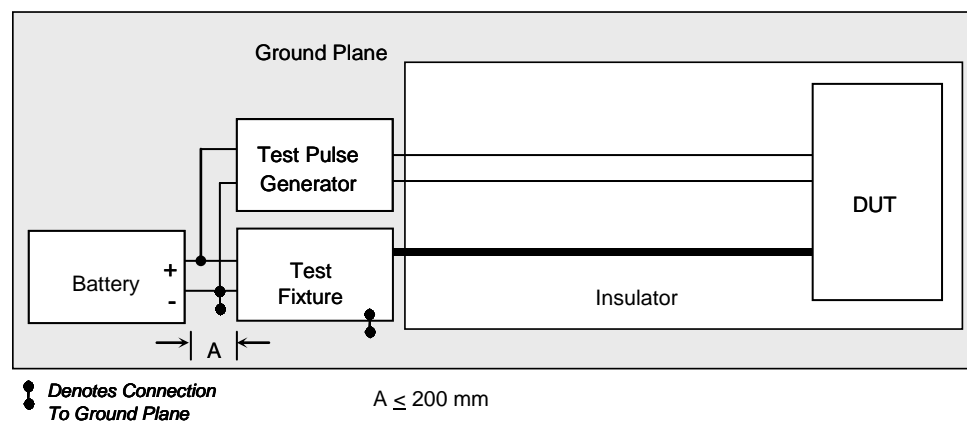 Ground Plane
Test Pulse
Generator
DUT
Battery
+
-
Test
Fixture
Insulator
A
Denotes Connection
To Ground Plane
A ≤ 200 mm